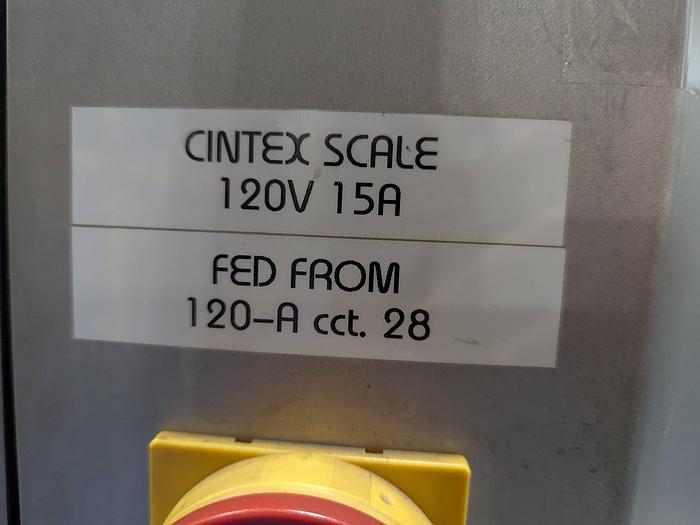 CINTEX SCALE
120V 15A
FED FROM
120-A cct. 28